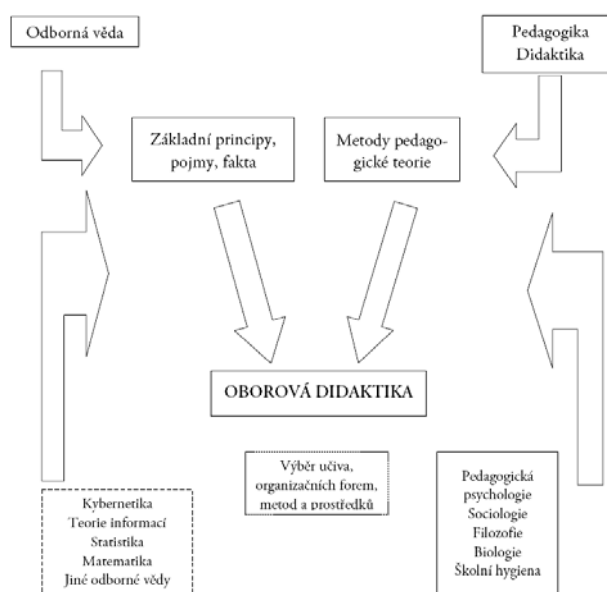 Odborná věda
Pedagogika
Didaktika
Základní principy,
pojmy, fakta
Metody pedago-
gické teorie
OBOROVÁ DIDAKTIKA
Výběr učiva,
organizačních forem,
metod a prostředků
Kybernetika
Teorie informací
Statistika
Matematika
Jiné odborné vědy
Pedagogická
psychologie
Sociologie
Filozofie
Biologie
Školní hygiena